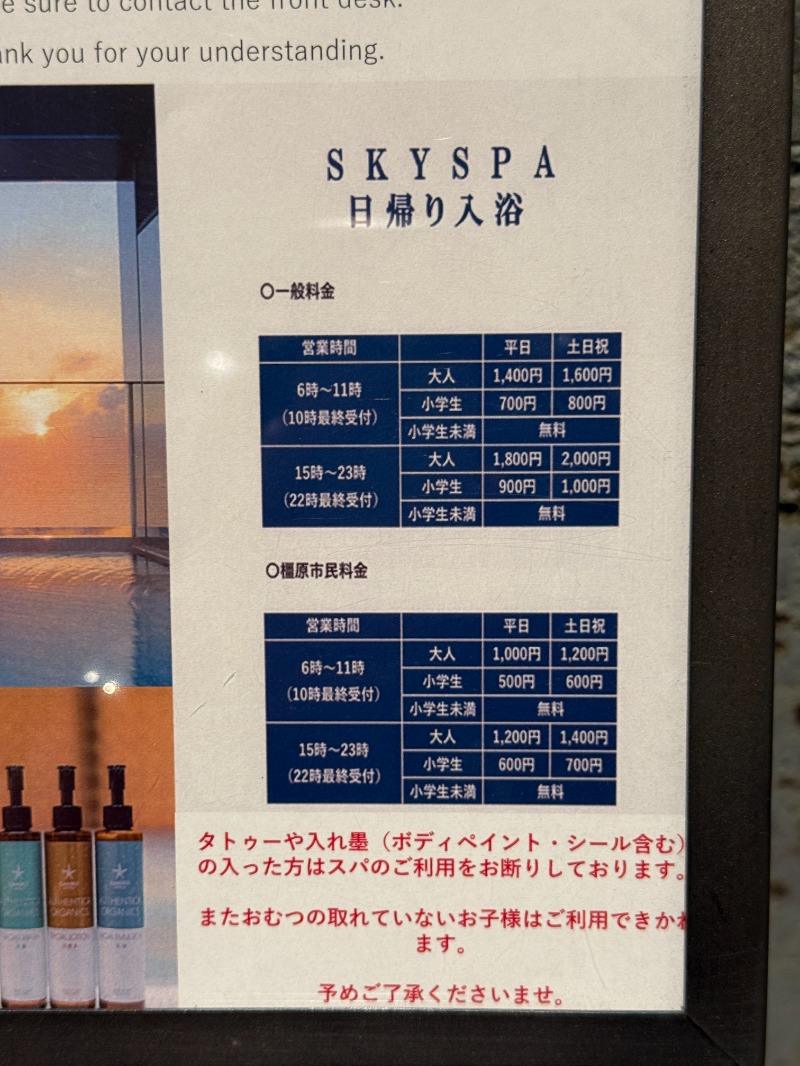 e sure to contact the front desk.
ank you for your understanding.
SKYSPA
日帰り入浴
〇一般料金
営業時間 平日 土日祝
6時～11時
(10時最終受付)
大人 1,400円 1,600円
小学生 700円 800円
小学生未満 無料
15時～23時
(22時最終受付)
大人 1,800円 2,000円
小学生 900円 1,000円
小学生未満 無料
〇橿原市民料金
営業時間 平日 土日祝
6時～11時
(10時最終受付)
大人 1,000円 1,200円
小学生 500円 600円
小学生未満 無料
15時～23時
(22時最終受付)
大人 1,200円 1,400円
小学生 600円 700円
小学生未満 無料
タトゥーや入れ墨（ボディペイント・シール含む）
の入った方はスパのご利用をお断りしております。
またおむつの取れていないお子様はご利用できかね
ます。
予めご了承くださいませ。
AUTHENTIC
ORGANICS
AUTHENTIC
ORGANICS